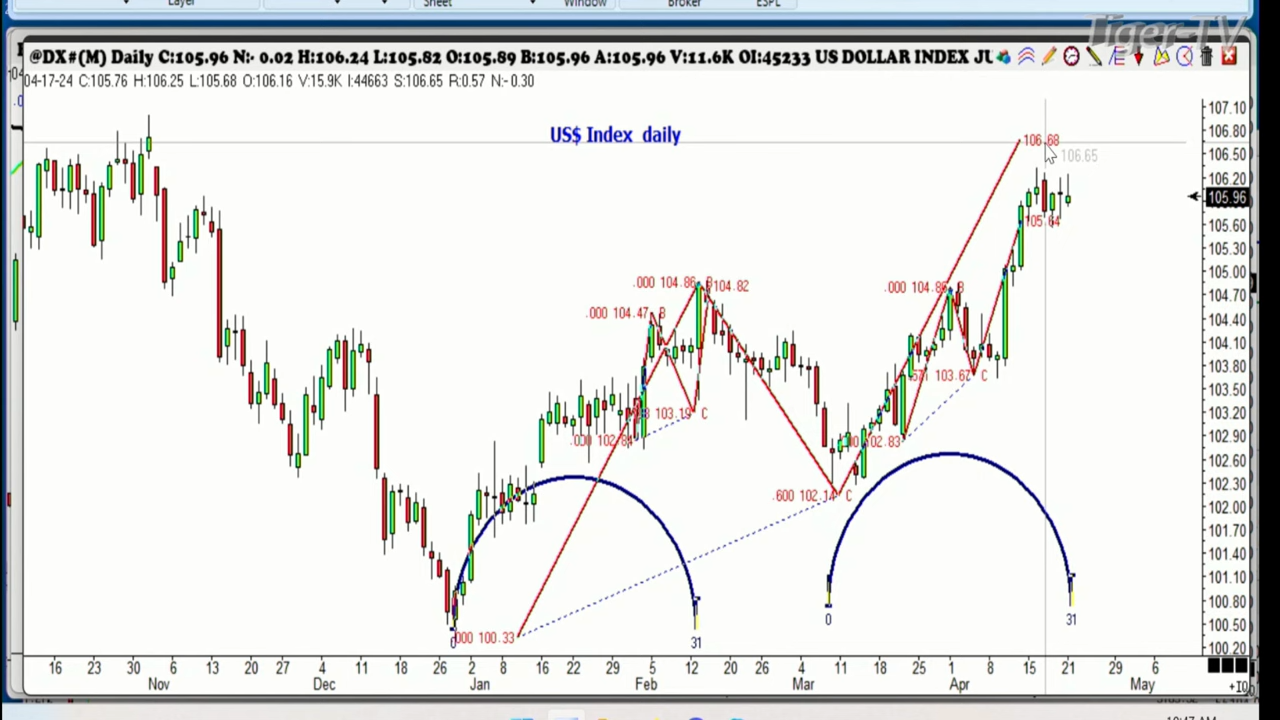 Layer
Sheet
Window
Broker
ESPL
Tiger-TV
@DX#(M) Daily C:105.96 N:- 0.02 H:106.24 L:105.82 O:105.89 B:105.96 A:105.96 V:11.6K OI:45233 US DOLLAR INDEX JU
04-17-24 C:105.76 H:106.25 L:105.68 O:106.16 V:15.9K I:44663 S:106.65 R:0.57 N:-0.30
US$ Index daily
107.10
106.80
106.50
106.20
105.96
105.60
105.30
105.00
104.70
104.40
104.10
103.80
103.50
103.20
102.90
102.60
102.30
102.00
101.70
101.40
101.10
100.80
100.50
100.20
106.68
106.65
105.64
.000 104.86 B
104.82
.000 104.47 B
.000 104.86 B
103.67 C
103.19 C
.000 102.84
102.83
.600 102.14 C
.000 100.33
0
31
0
31
16 23 30 6 13 20 27 4 11 18 26 2 8 16 22 29 5 12 20 26 4 11 18 25 1 8 15 21 29 6
Nov Dec Jan Feb Mar Apr May